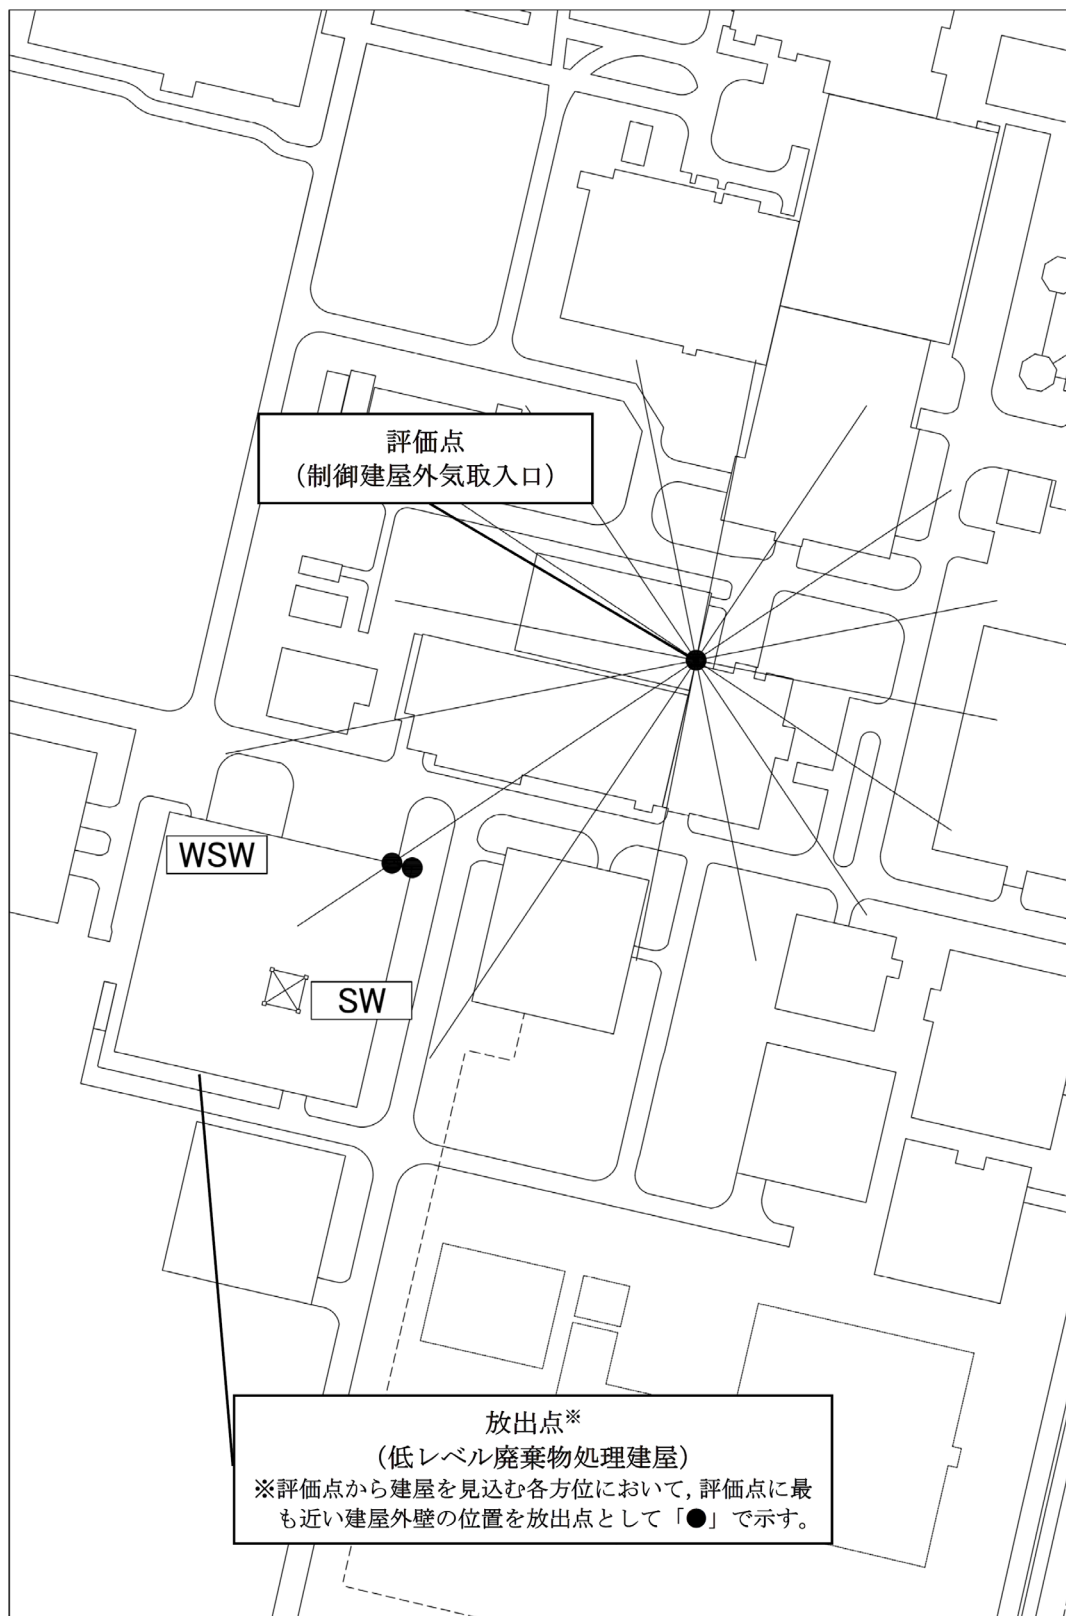 評価点
（制御建屋外気取入口）
WSW
SW
放出点※
（低レベル廃棄物処理建屋）
※評価点から建屋を見込む各方位において，評価点に最
も近い建屋外壁の位置を放出点として「●」で示す。